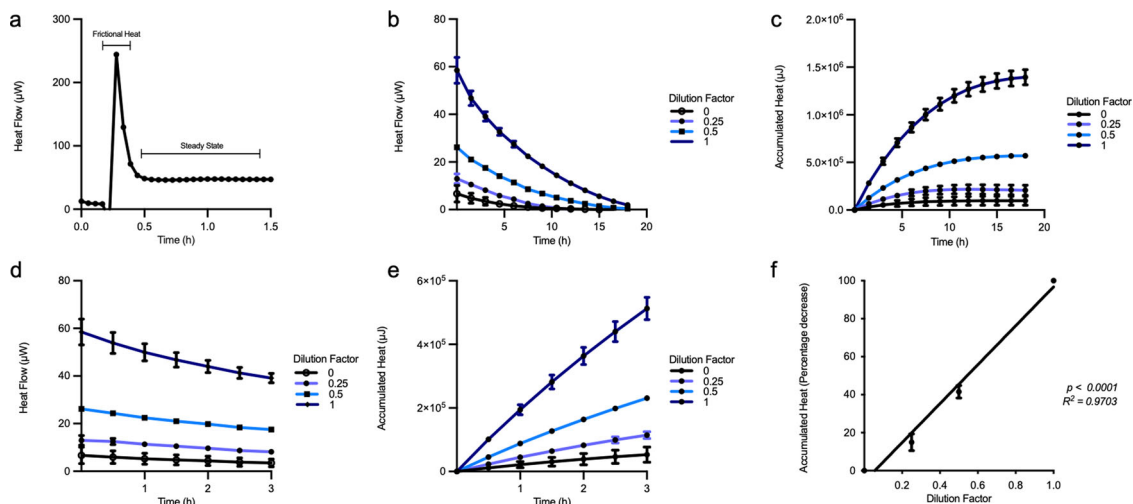 a
Frictional Heat
Steady State
Heat Flow (µW)
300
200
100
0
0.0 0.5 1.0 1.5
Time (h)
b
Heat Flow (µW)
80
60
40
20
0
5 10 15 20
Time (h)
Dilution Factor
0
0.25
0.5
1
c
Accumulated Heat (µJ)
2.0×10⁶
1.5×10⁶
1.0×10⁶
5.0×10⁵
0
5 10 15 20
Time (h)
Dilution Factor
0
0.25
0.5
1
d
Heat Flow (µW)
80
60
40
20
0
1 2 3
Time (h)
Dilution Factor
0
0.25
0.5
1
e
Accumulated Heat (µJ)
6×10⁵
4×10⁵
2×10⁵
0
1 2 3
Time (h)
Dilution Factor
0
0.25
0.5
1
f
Accumulated Heat (Percentage decrease)
100
80
60
40
20
0
0.2 0.4 0.6 0.8 1.0
Dilution Factor
p < 0.0001
R² = 0.9703